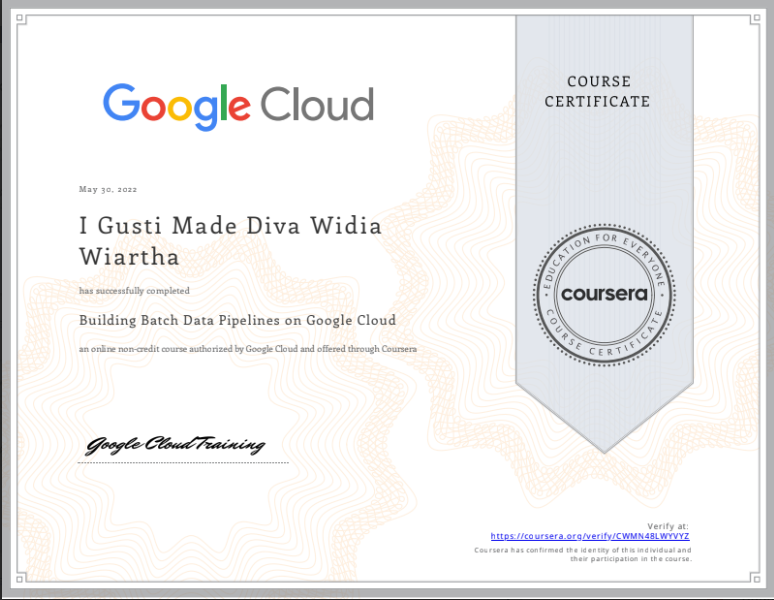 COURSE
CERTIFICATE
Google Cloud
May 30, 2022
I Gusti Made Diva Widia
Wiartha
has successfully completed
Building Batch Data Pipelines on Google Cloud
an online non-credit course authorized by Google Cloud and offered through Coursera
EDUCATION FOR EVERYONE
coursera
COURSE CERTIFICATE
Google Cloud Training
Verify at:
https://coursera.org/verify/CWMN48LWYVYZ
Coursera has confirmed the identity of this individual and
their participation in the course.